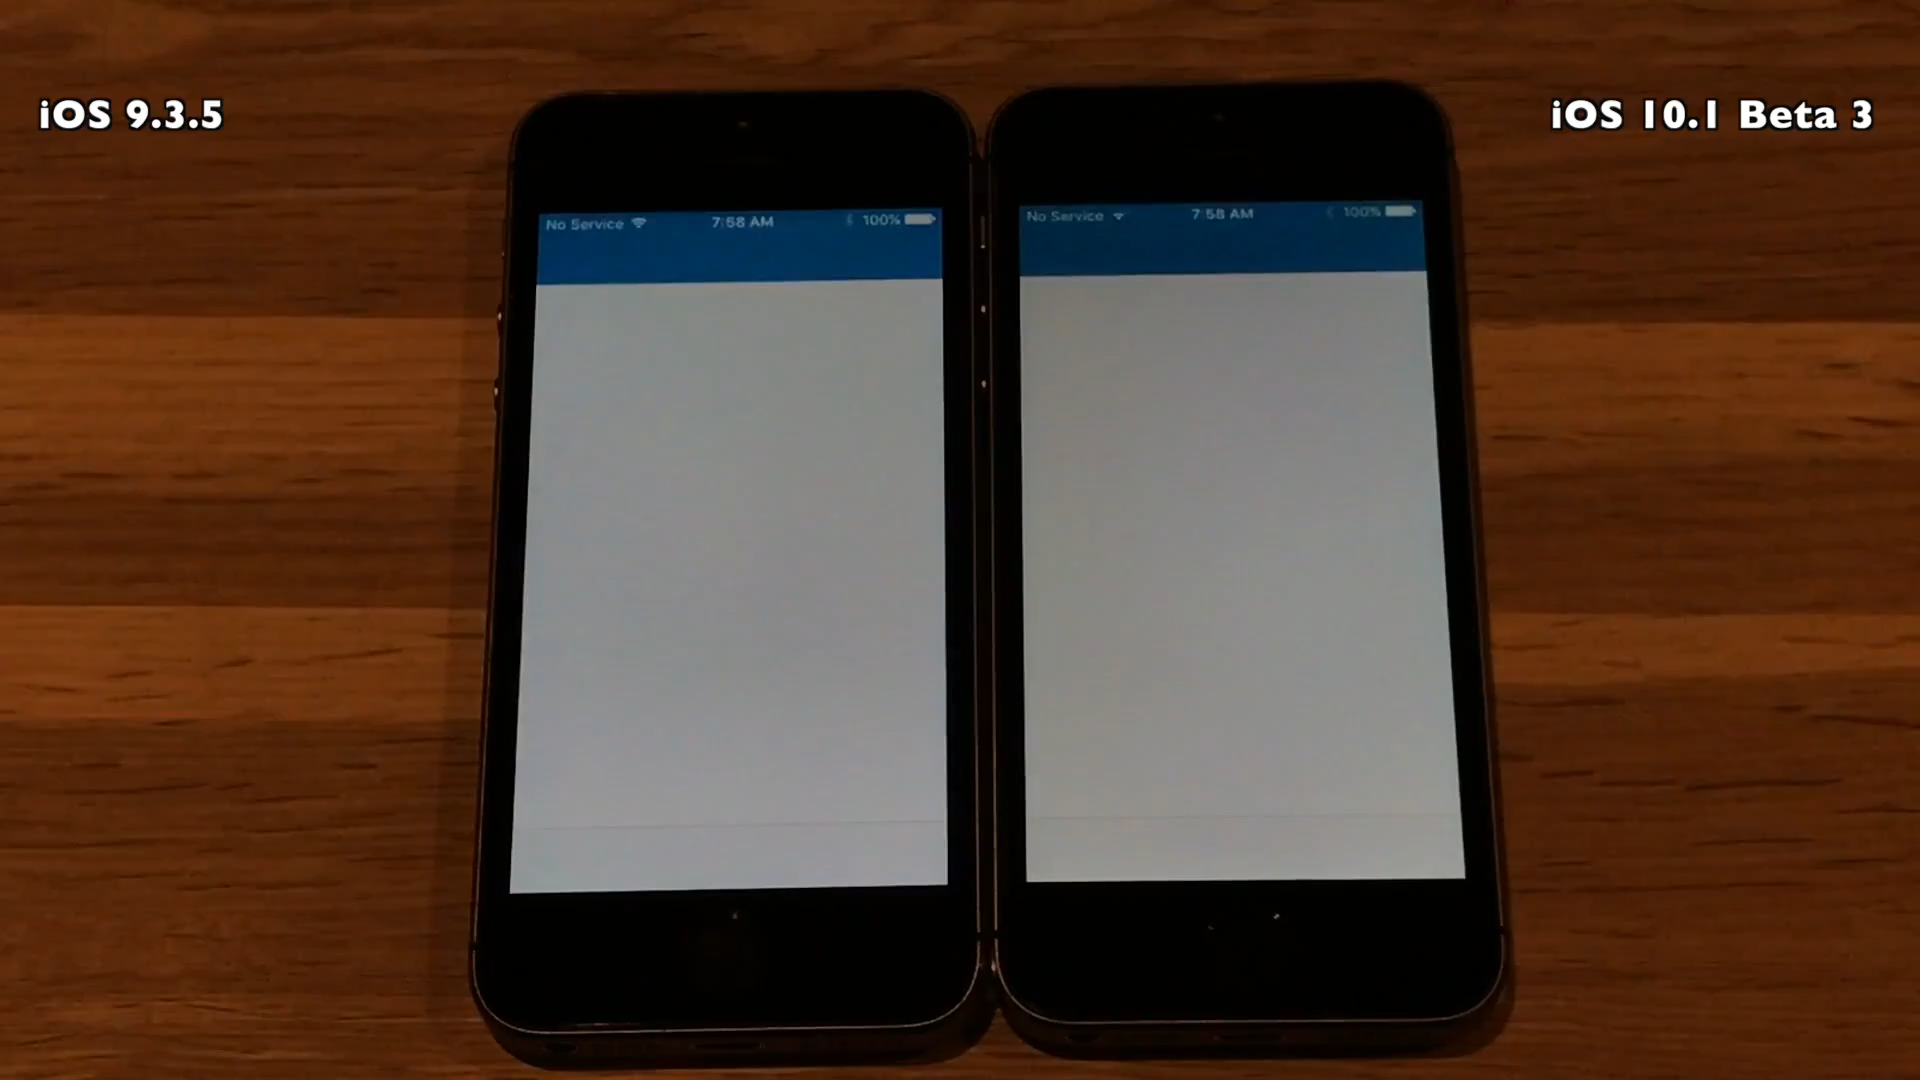 iOS 9.3.5
iOS 10.1 Beta 3
No Service 7:58 AM 100%
No Service 7:58 AM 100%